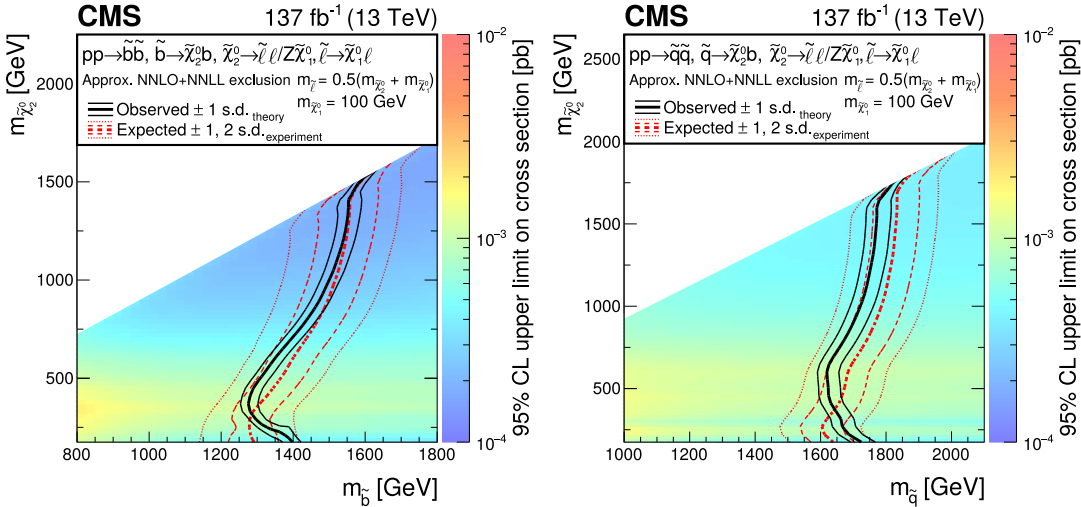 CMS 137 fb⁻¹ (13 TeV)
pp→b̃b̃, b̃→χ̃⁰₂b, χ̃⁰₂→ℓ̃ℓ/Zχ̃⁰₁, ℓ̃→χ̃⁰₁ℓ
Approx. NNLO+NNLL exclusion m_ℓ̃ = 0.5(m_χ̃⁰₂ + m_χ̃⁰₁)
m_χ̃⁰₁ = 100 GeV
Observed ± 1 s.d. theory
Expected ± 1, 2 s.d. experiment
m_χ̃⁰₂ [GeV]
2000
1500
1000
500
800 1000 1200 1400 1600 1800
m_b̃ [GeV]
10⁻²
10⁻³
10⁻⁴
95% CL upper limit on cross section [pb]
CMS 137 fb⁻¹ (13 TeV)
pp→q̃q̃, q̃→χ̃⁰₂b, χ̃⁰₂→ℓ̃ℓ/Zχ̃⁰₁, ℓ̃→χ̃⁰₁ℓ
Approx. NNLO+NNLL exclusion m_ℓ̃ = 0.5(m_χ̃⁰₂ + m_χ̃⁰₁)
m_χ̃⁰₁ = 100 GeV
Observed ± 1 s.d. theory
Expected ± 1, 2 s.d. experiment
m_χ̃⁰₂ [GeV]
2500
2000
1500
1000
500
1000 1200 1400 1600 1800 2000
m_q̃ [GeV]
10⁻²
10⁻³
10⁻⁴
95% CL upper limit on cross section [pb]